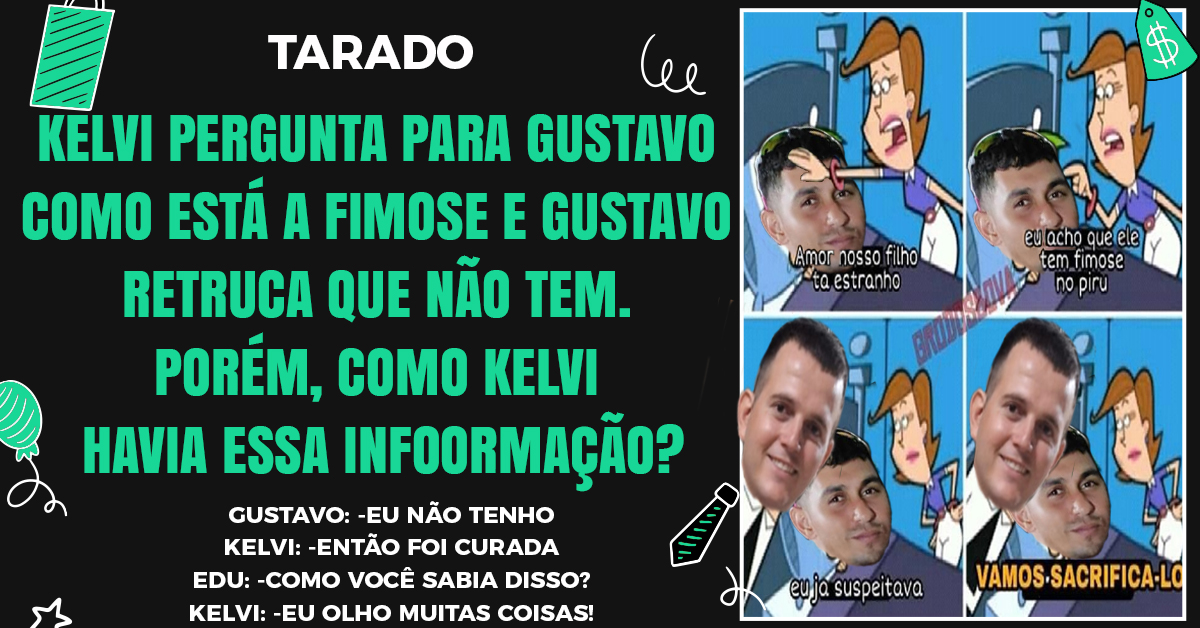 TARADO
KELVI PERGUNTA PARA GUSTAVO
COMO ESTÁ A FIMOSE E GUSTAVO
RETRUCA QUE NÃO TEM.
PORÉM, COMO KELVI
HAVIA ESSA INFOORMAÇÃO?
GUSTAVO: -EU NÃO TENHO
KELVI: -ENTÃO FOI CURADA
EDU: -COMO VOCÊ SABIA DISSO?
KELVI: -EU OLHO MUITAS COISAS!
$
Amor nosso filho
ta estranho
eu acho que ele
tem fimose
no piru
eu ja suspeitava
VAMOS SACRIFICA-LO